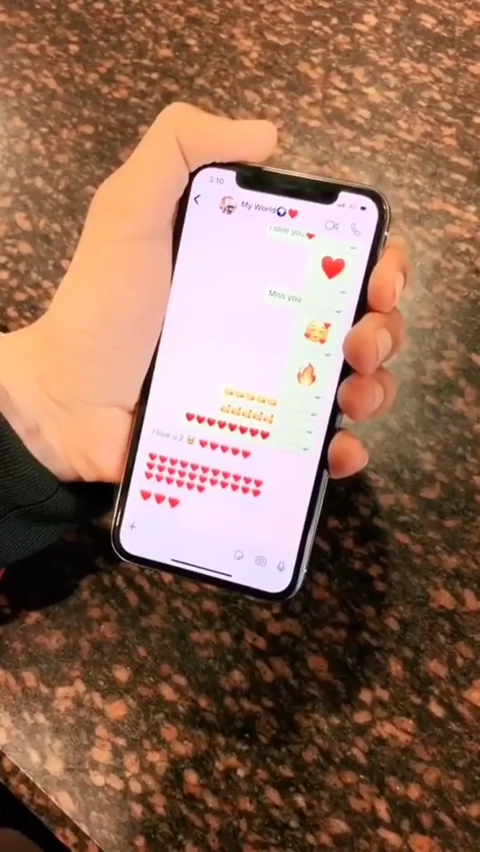 3:10
My World🌍❤️
I love you❤️
❤️
Miss you
🥰
🔥
I love u 2 🥰 ❤️❤️❤️❤️❤️
❤️❤️❤️